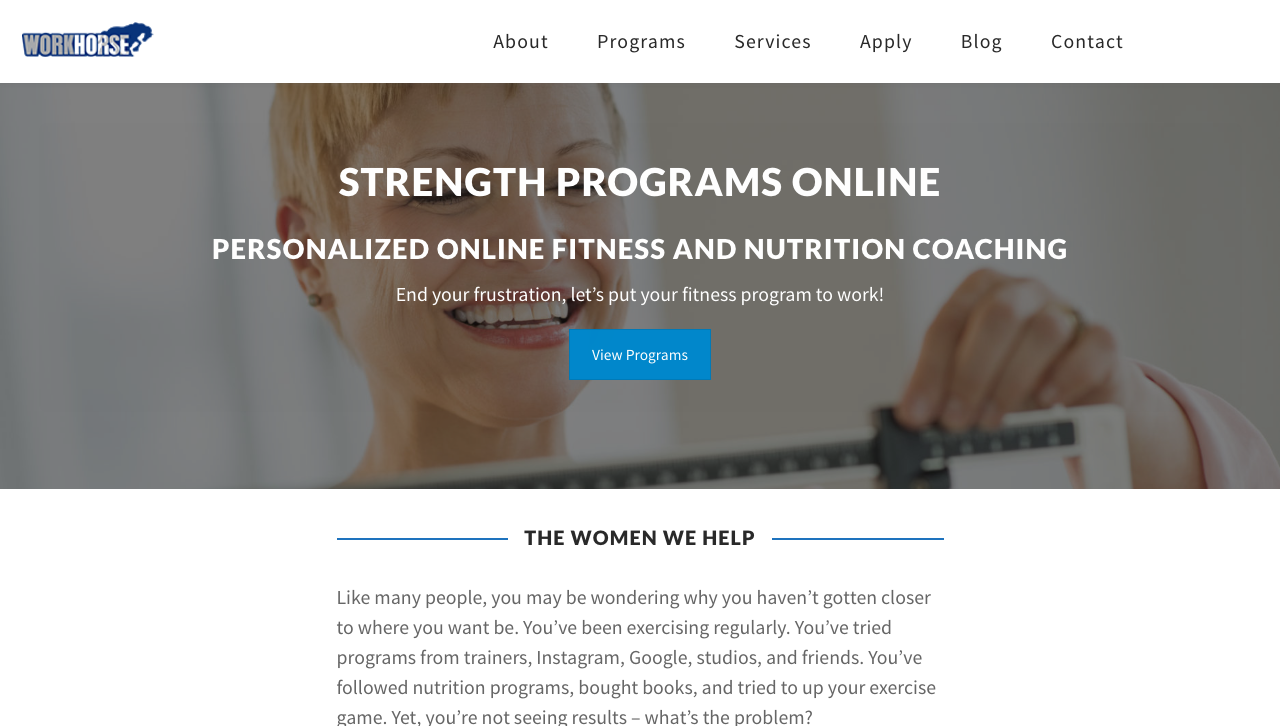 WORKHORSE
About Programs Services Apply Blog Contact
STRENGTH PROGRAMS ONLINE
PERSONALIZED ONLINE FITNESS AND NUTRITION COACHING
End your frustration, let’s put your fitness program to work!
View Programs
THE WOMEN WE HELP
Like many people, you may be wondering why you haven’t gotten closer
to where you want be. You’ve been exercising regularly. You’ve tried
programs from trainers, Instagram, Google, studios, and friends. You’ve
followed nutrition programs, bought books, and tried to up your exercise
game. Yet, you’re not seeing results – what’s the problem?